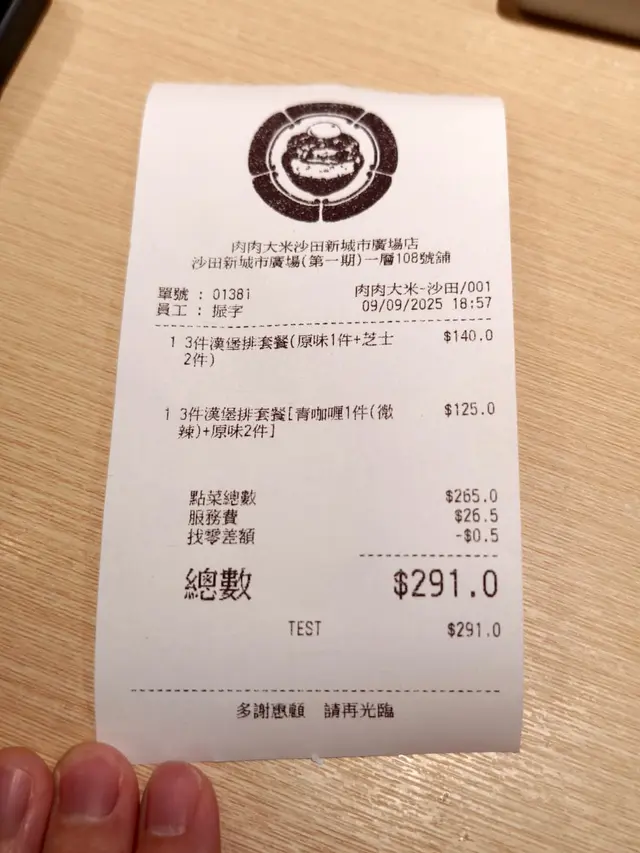 肉肉大米沙田新城市廣場店
沙田新城市廣場(第一期)一層108號舖
單號 : 01381 肉肉大米-沙田/001
員工 : 振字 09/09/2025 18:57
1 3件漢堡排套餐(原味1件+芝士 $140.0
2件)
1 3件漢堡排套餐[青咖喱1件(微 $125.0
辣)+原味2件]
點菜總數 $265.0
服務費 $26.5
找零差額 -$0.5
總數 $291.0
TEST $291.0
多謝惠顧 請再光臨